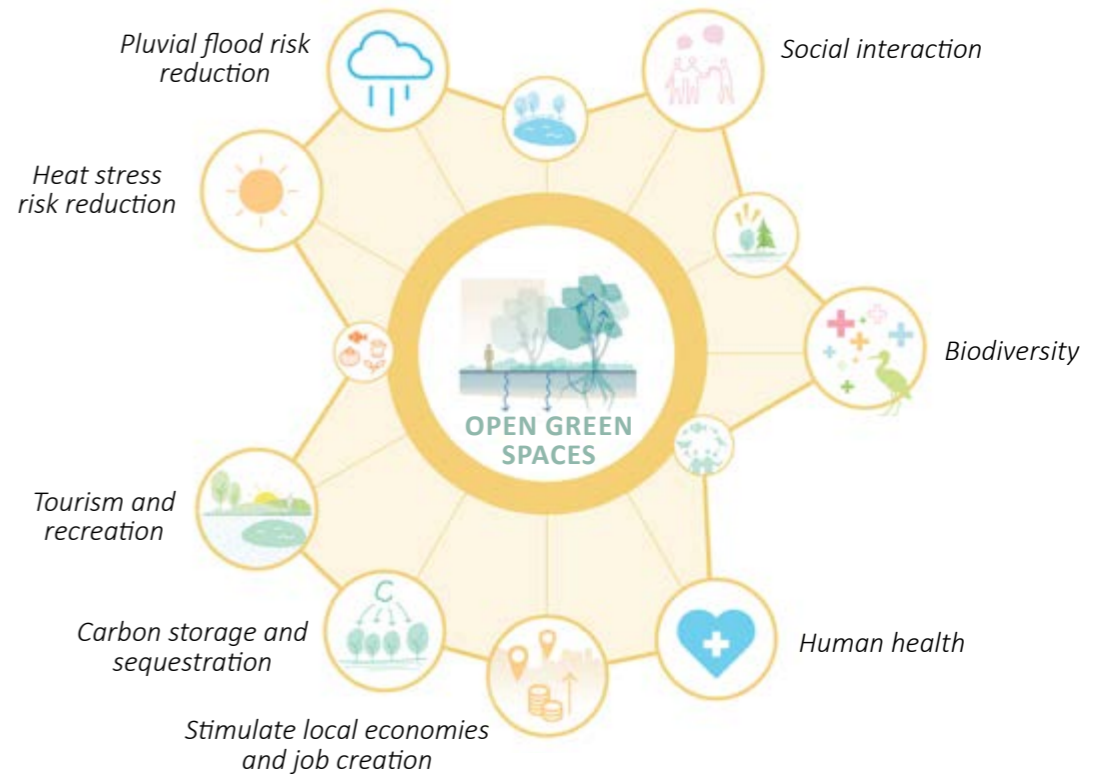 Pluvial flood risk
reduction
Social interaction
Heat stress
risk reduction
Biodiversity
OPEN GREEN
SPACES
Tourism and
recreation
C
Carbon storage and
sequestration
Human health
Stimulate local economies
and job creation